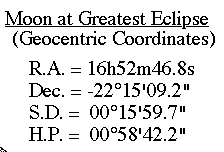 Moon at Greatest Eclipse
(Geocentric Coordinates)
R.A. = 16h52m46.8s
Dec. = -22°15'09.2"
S.D. = 00°15'59.7"
H.P. = 00°58'42.2"